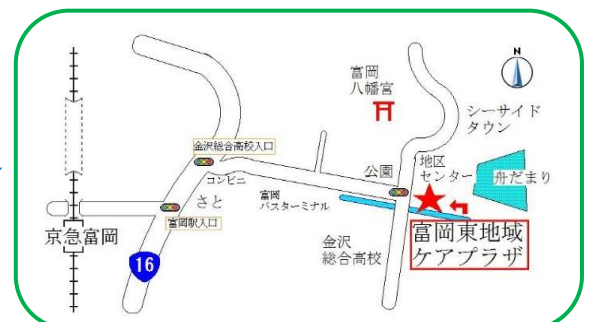 N
富岡
八幡宮
シーサイド
タウン
金沢総合高校入口
コンビニ
公園
地区
センター
舟だまり
さと
富岡
バスターミナル
富岡駅入口
京急富岡
16
金沢
総合高校
富岡東地域
ケアプラザ